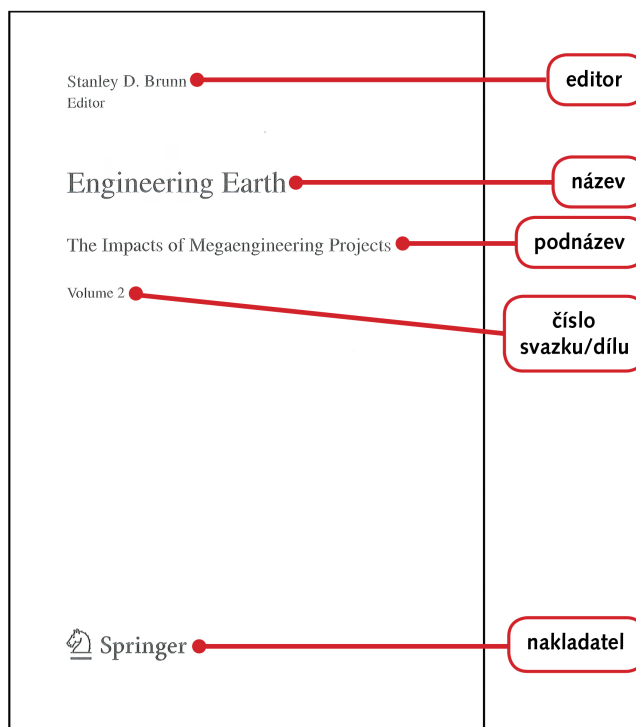 Stanley D. Brunn
Editor
editor
Engineering Earth
název
The Impacts of Megaengineering Projects
podnázev
Volume 2
číslo
svazku/dílu
Springer
nakladatel